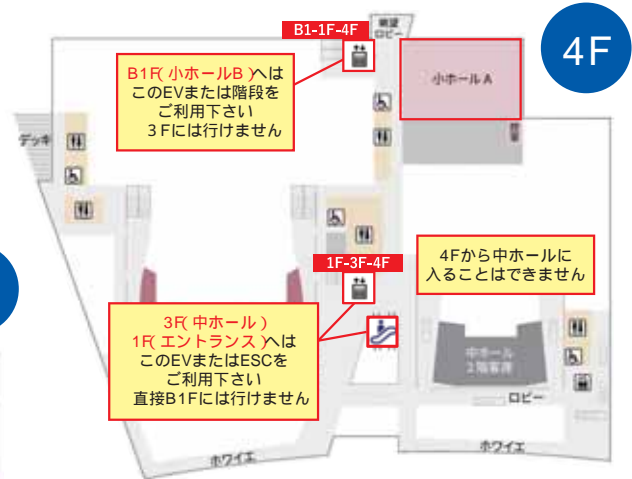 B1-1F-4F
展望
ロビー
4F
B1F(小ホールB)へは
このEVまたは階段を
ご利用下さい
3Fには行けません
小ホールA
デッキ
1F-3F-4F
4Fから中ホールに
入ることはできません
3F(中ホール)
1F(エントランス)へは
このEVまたはESCを
ご利用下さい
直接B1Fには行けません
中ホール
2階客席
ロビー
ホワイエ
ホワイエ